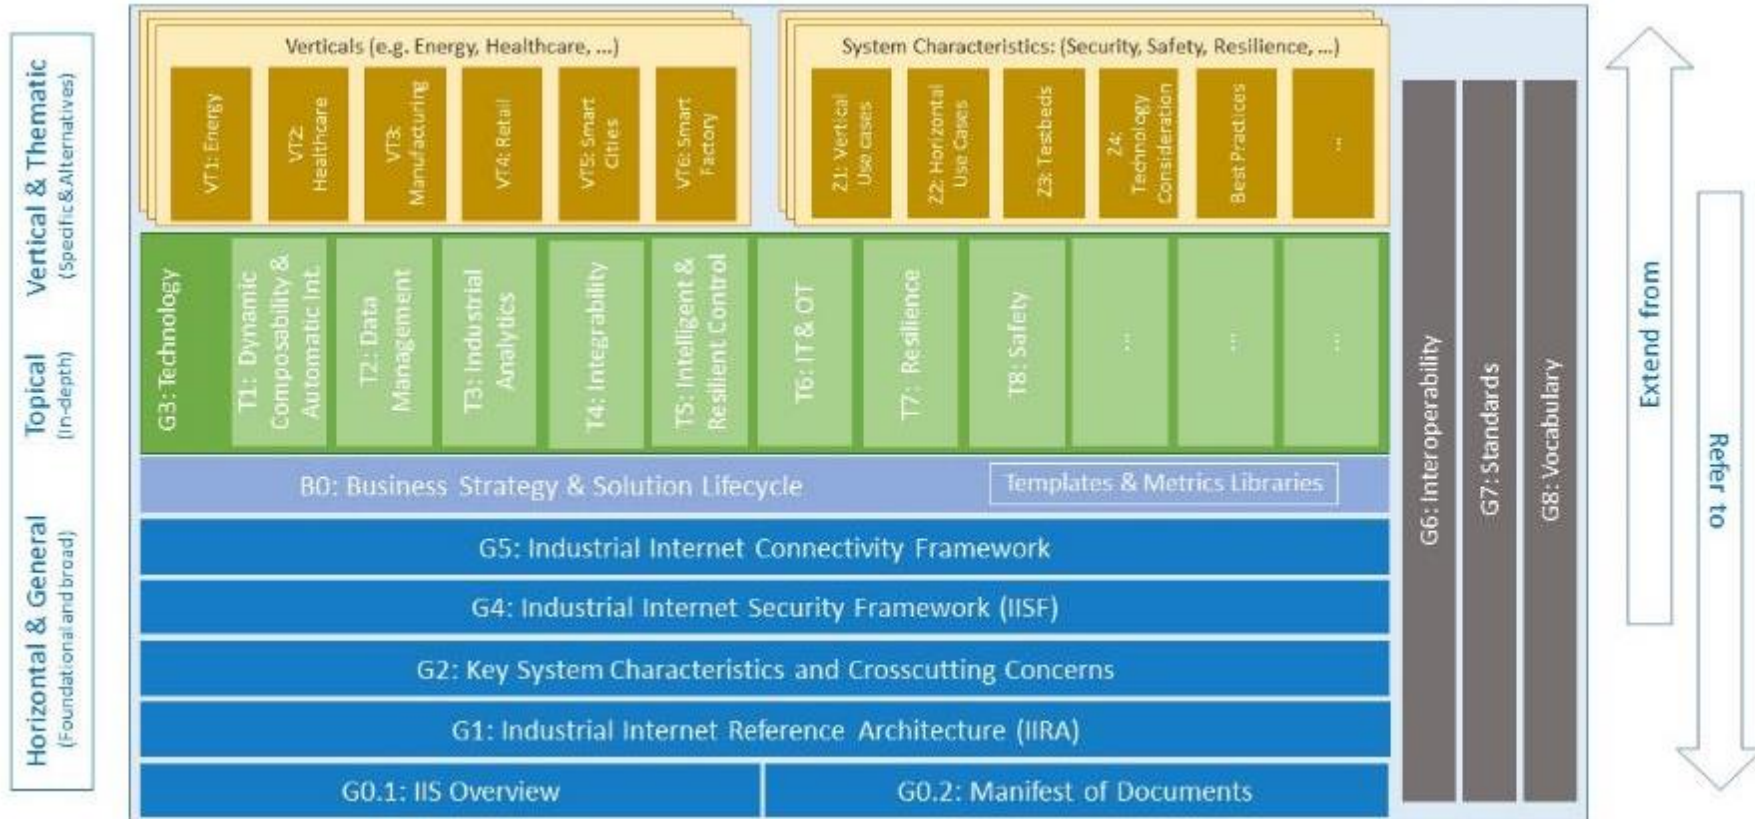 Vertical & Thematic
(Specific & Alternatives)
Topical
(In-depth)
Horizontal & General
(Foundational and broad)
Verticals (e.g. Energy, Healthcare, ...)
VT1: Energy
VT2:
Healthcare
VT3:
Manufacturing
VT4: Retail
VT5: Smart
Cities
VT6: Smart
Factory
System Characteristics: (Security, Safety, Resilience, ...)
Z1: Vertical
Use cases
Z2: Horizontal
Use Cases
Z3: Testbeds
Z4:
Technology
Consideration
Best Practices
...
G3: Technology
T1: Dynamic
Composability &
Automatic Int.
T2: Data
Management
T3: Industrial
Analytics
T4: Integrability
T5: Intelligent &
Resilient Control
T6: IT & OT
T7: Resilience
T8: Safety
...
...
...
B0: Business Strategy & Solution Lifecycle
Templates & Metrics Libraries
G5: Industrial Internet Connectivity Framework
G4: Industrial Internet Security Framework (IISF)
G2: Key System Characteristics and Crosscutting Concerns
G1: Industrial Internet Reference Architecture (IIRA)
G0.1: IIS Overview
G0.2: Manifest of Documents
G6: Interoperability
G7: Standards
G8: Vocabulary
Extend from
Refer to